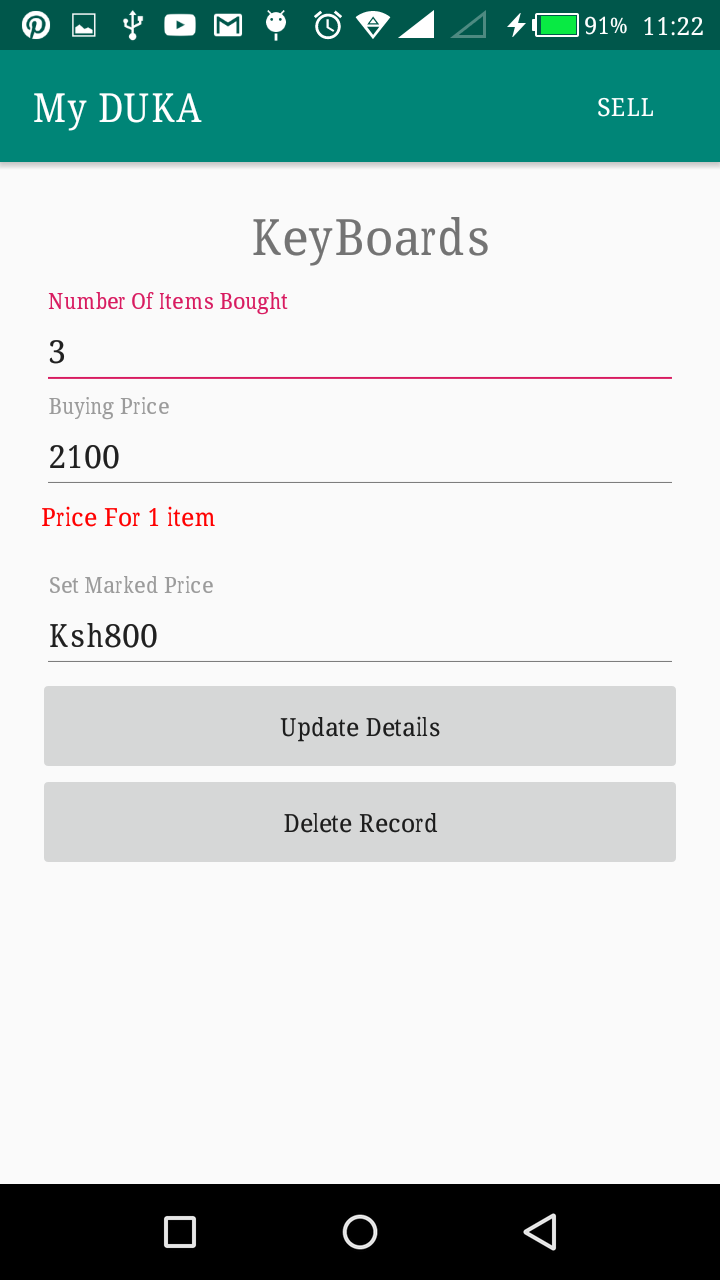 91% 11:22
My DUKA SELL
KeyBoards
Number Of Items Bought
3
Buying Price
2100
Price For 1 item
Set Marked Price
Ksh800
Update Details
Delete Record